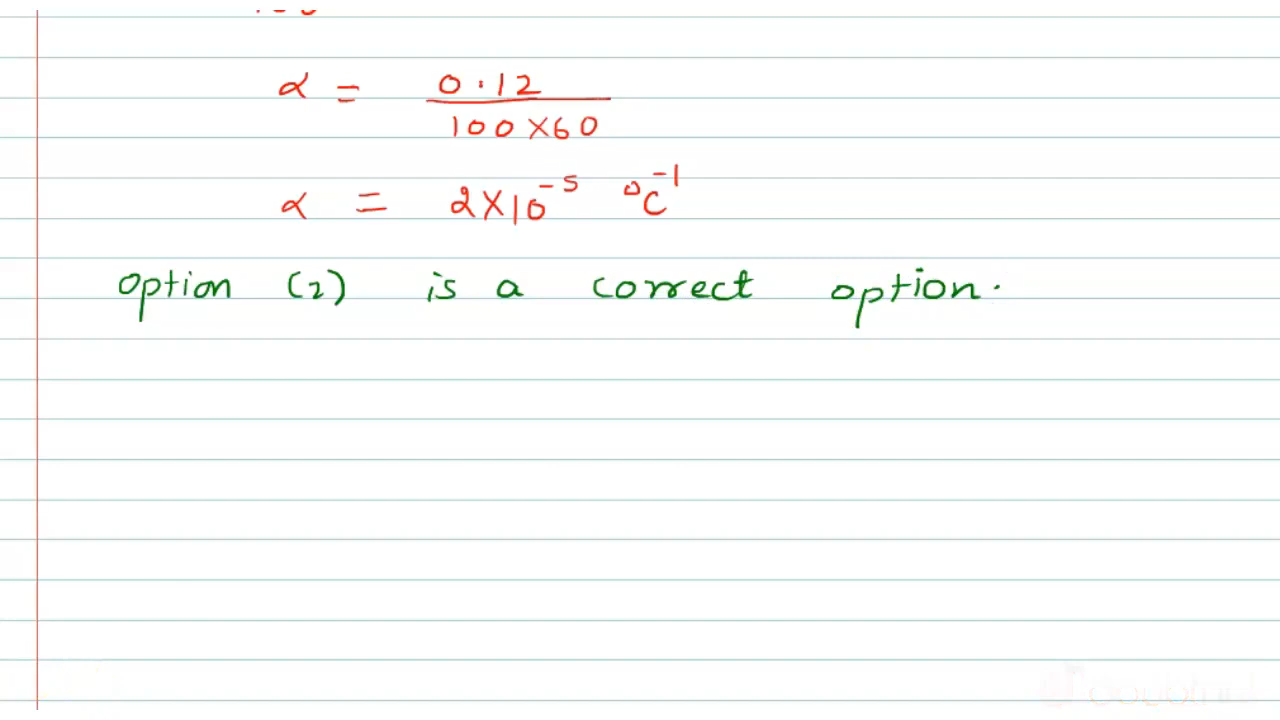 α = 0.12
100×60
α = 2×10⁻⁵ °C⁻¹
option (2) is a correct option.